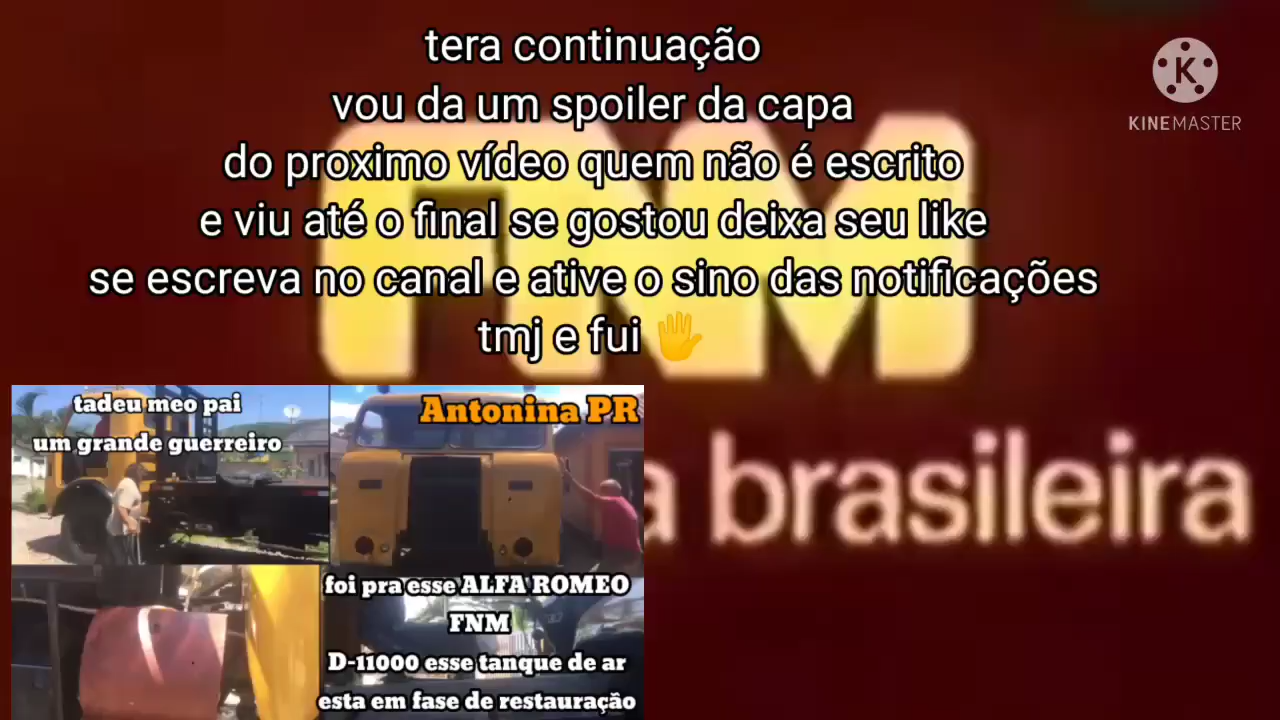 tera continuação
vou da um spoiler da capa
do proximo vídeo quem não é escrito
e viu até o final se gostou deixa seu like
se escreva no canal e ative o sino das notificações
tmj e fui 🖐
K
KINEMASTER
FNM
a brasileira
tadeu meo pai
um grande guerreiro
Antonina PR
foi pra esse ALFA ROMEO
FNM
D-11000 esse tanque de ar
esta em fase de restauração